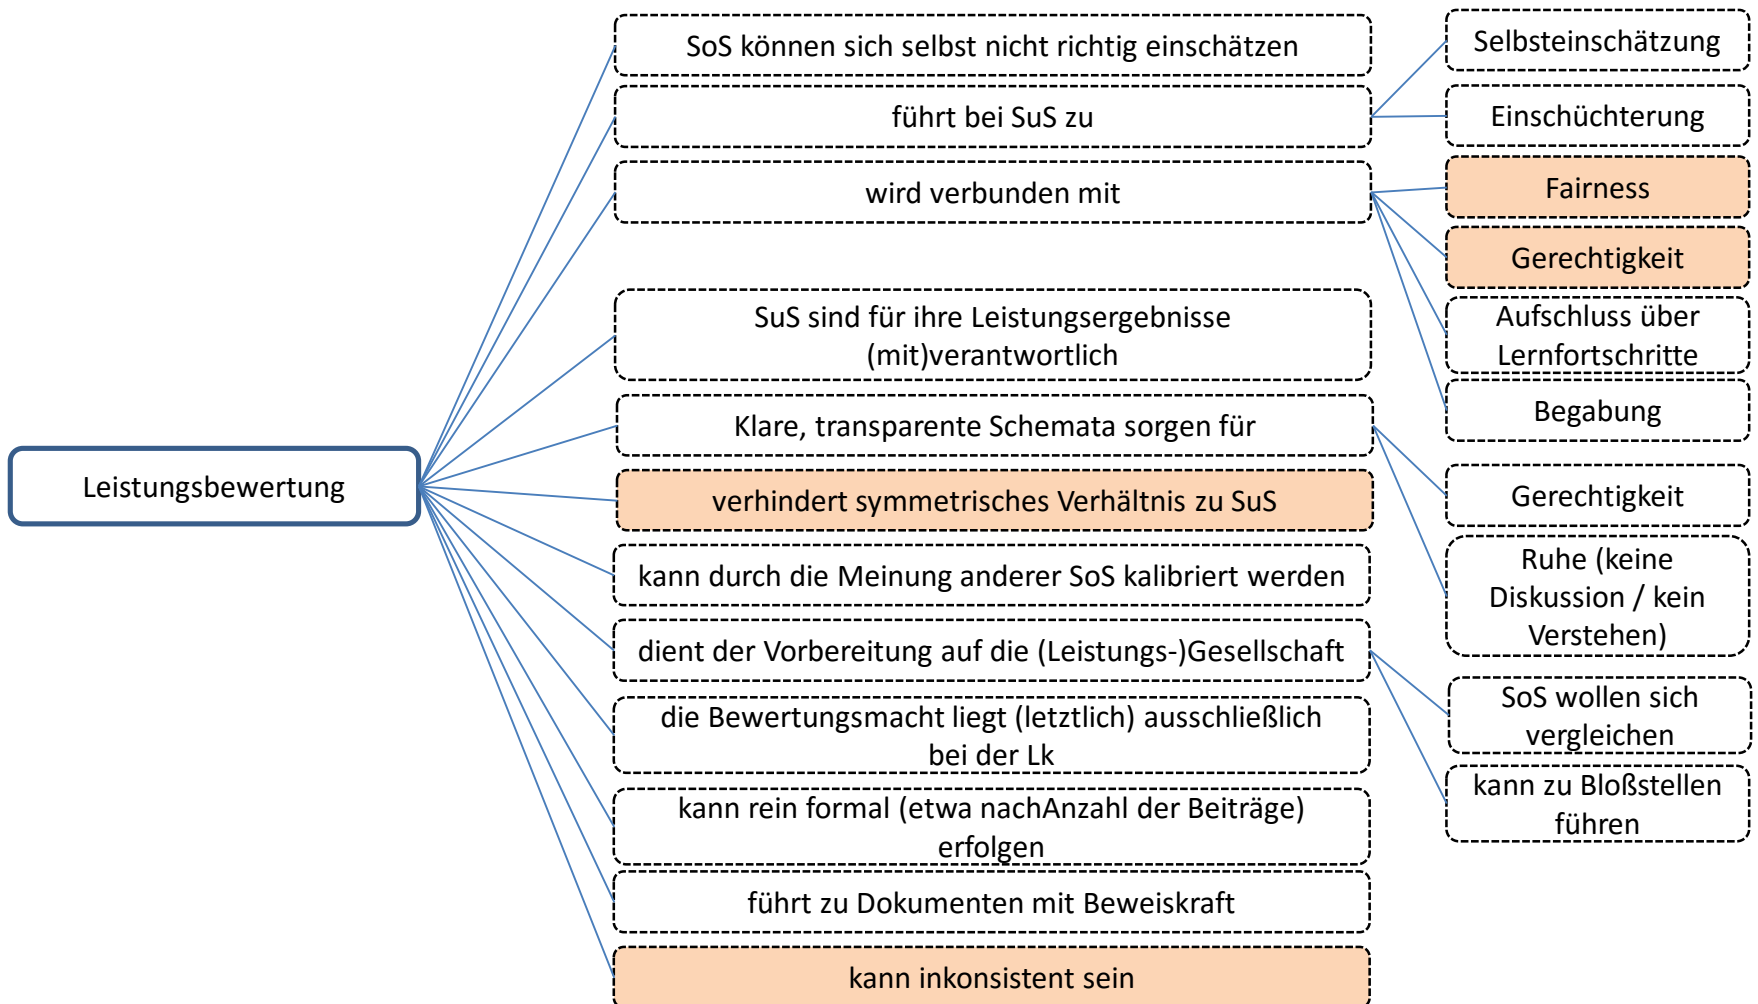 Leistungsbewertung
SoS können sich selbst nicht richtig einschätzen
führt bei SuS zu
Selbsteinschätzung
Einschüchterung
wird verbunden mit
Fairness
Gerechtigkeit
Aufschluss über
Lernfortschritte
Begabung
SuS sind für ihre Leistungsergebnisse
(mit)verantwortlich
Klare, transparente Schemata sorgen für
Gerechtigkeit
Ruhe (keine
Diskussion / kein
Verstehen)
verhindert symmetrisches Verhältnis zu SuS
kann durch die Meinung anderer SoS kalibriert werden
dient der Vorbereitung auf die (Leistungs-)Gesellschaft
SoS wollen sich
vergleichen
kann zu Bloßstellen
führen
die Bewertungsmacht liegt (letztlich) ausschließlich
bei der Lk
kann rein formal (etwa nachAnzahl der Beiträge)
erfolgen
führt zu Dokumenten mit Beweiskraft
kann inkonsistent sein